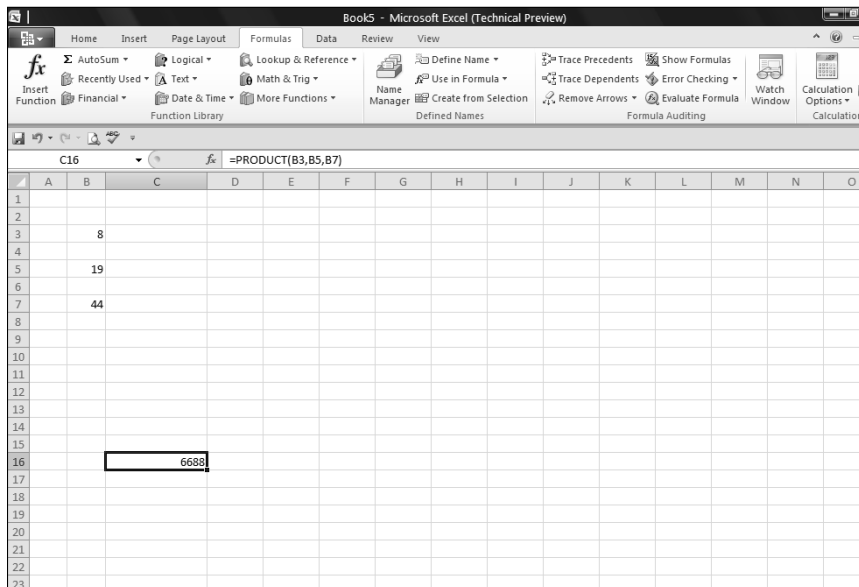 Book5 - Microsoft Excel (Technical Preview)
Home Insert Page Layout Formulas Data Review View
fx
Insert Function
Σ AutoSum
Recently Used
Financial
Logical
Text
Date & Time
Lookup & Reference
Math & Trig
More Functions
Function Library
Name Manager
Define Name
Use in Formula
Create from Selection
Defined Names
Trace Precedents
Trace Dependents
Remove Arrows
Show Formulas
Error Checking
Evaluate Formula
Formula Auditing
Watch Window
Calculation Options
Calculation
C16 fx =PRODUCT(B3,B5,B7)
A B C D E F G H I J K L M N O
1
2
3 8
4
5 19
6
7 44
8
9
10
11
12
13
14
15
16 6688
17
18
19
20
21
22
23